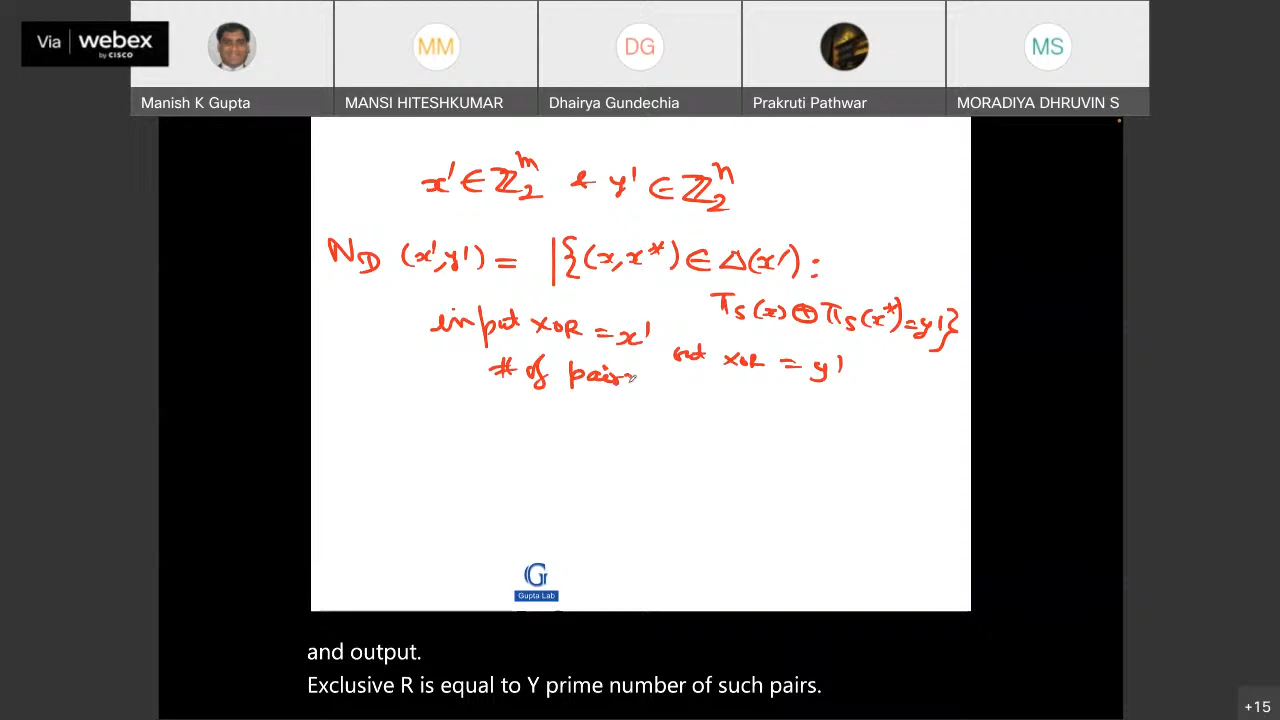 Via webex
by CISCO
MM
DG
MS
Manish K Gupta
MANSI HITESHKUMAR
Dhairya Gundechia
Prakruti Pathwar
MORADIYA DHRUVIN S
x' ∈ ℤ₂ᵐ & y' ∈ ℤ₂ⁿ
N_D (x', y') = |{(x, x*) ∈ Δ(x') :
π_S(x) ⊕ π_S(x*) = y'}
input XOR = x'
out XOR = y'
# of pairs
G
Gupta Lab
and output.
Exclusive R is equal to Y prime number of such pairs.
+15